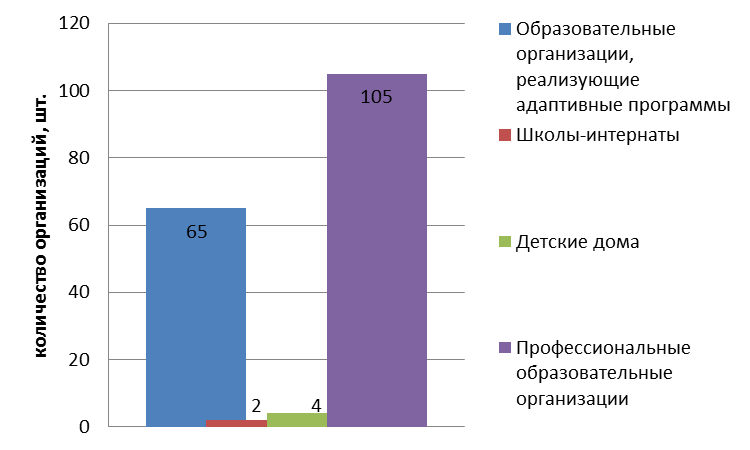 количество организаций, шт.
120
100
80
60
40
20
0
65
2
4
105
Образовательные
организации,
реализующие
адаптивные программы
Школы-интернаты
Детские дома
Профессиональные
образовательные
организации